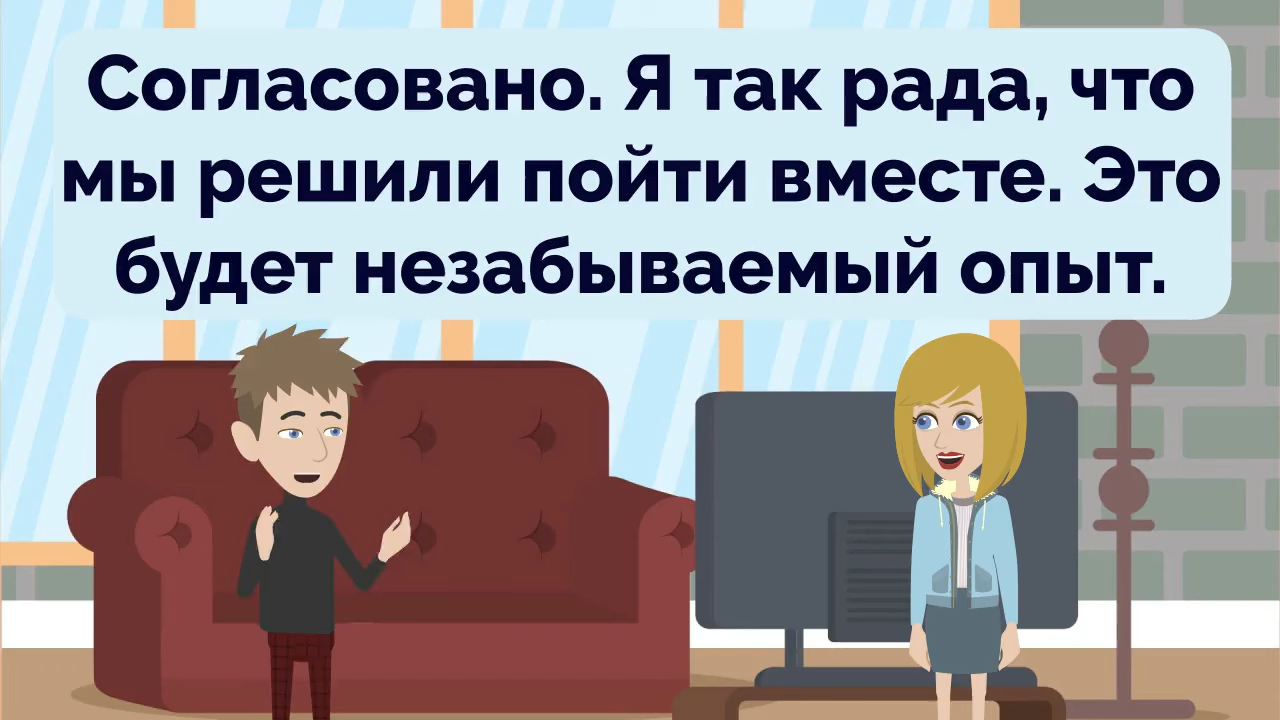 Согласовано. Я так рада, что
мы решили пойти вместе. Это
будет незабываемый опыт.